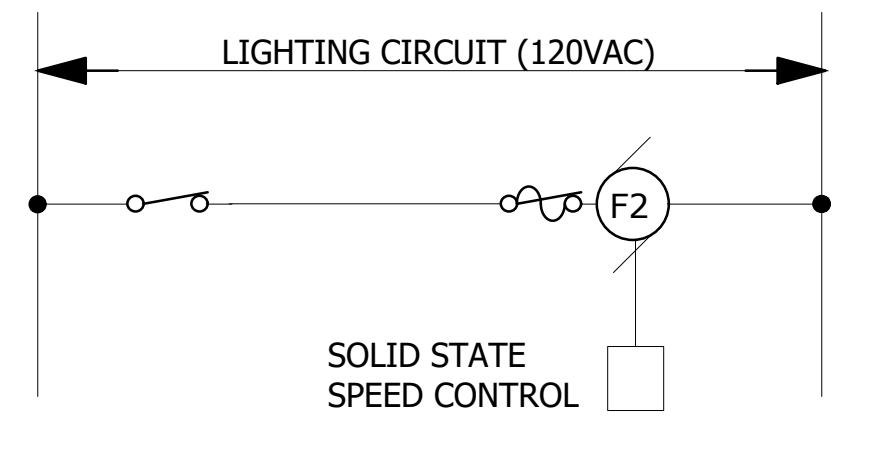 LIGHTING CIRCUIT (120VAC)
F2
SOLID STATE
SPEED CONTROL